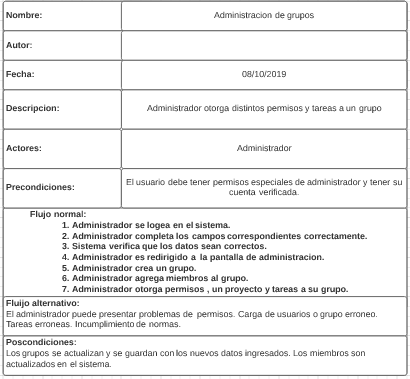 Nombre: Administracion de grupos
Autor:
Fecha: 08/10/2019
Descripcion: Administrador otorga distintos permisos y tareas a un grupo
Actores: Administrador
Precondiciones: El usuario debe tener permisos especiales de administrador y tener su
cuenta verificada.
Flujo normal:
1. Administrador se logea en el sistema.
2. Administrador completa los campos correspondientes correctamente.
3. Sistema verifica que los datos sean correctos.
4. Administrador es redirigido a la pantalla de administracion.
5. Administrador crea un grupo.
6. Administrador agrega miembros al grupo.
7. Administrador otorga permisos , un proyecto y tareas a su grupo.
Flujio alternativo:
El administrador puede presentar problemas de permisos. Carga de usuarios o grupo erroneo.
Tareas erroneas. Incumplimiento de normas.
Poscondiciones:
Los grupos se actualizan y se guardan con los nuevos datos ingresados. Los miembros son
actualizados en el sistema.